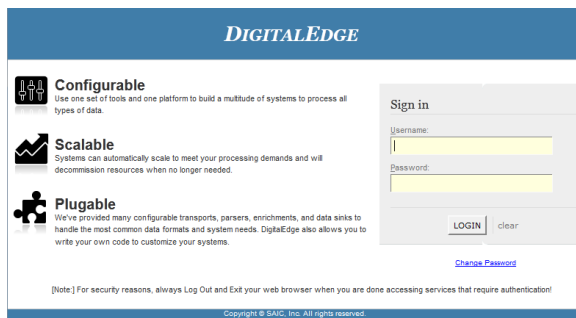 DIGITALEDGE
Configurable
Use one set of tools and one platform to build a multitude of systems to process all
types of data.
Scalable
Systems can automatically scale to meet your processing demands and will
decommission resources when no longer needed.
Plugable
We've provided many configurable transports, parsers, enrichments, and data sinks to
handle the most common data formats and system needs. DigitalEdge also allows you to
write your own code to customize your systems.
Sign in
Username:
Password:
LOGIN clear
Change Password
[Note:] For security reasons, always Log Out and Exit your web browser when you are done accessing services that require authentication!
Copyright © SAIC, Inc. All rights reserved.